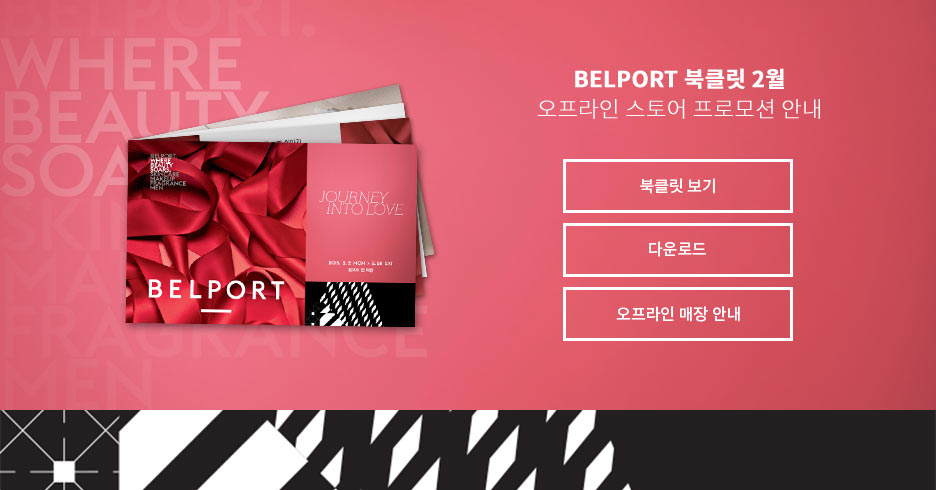 BELPORT.
WHERE
BEAUTY
SOA
SKIN
MA
FRAGRANCE
MEN
BELPORT.
WHERE
BEAUTY
SOARS.
SKINCARE
MAKEUP
FRAGRANCE
MEN
JOURNEY
INTO LOVE
BELPORT
BELPORT 북클릿 2월
오프라인 스토어 프로모션 안내
북클릿 보기
다운로드
오프라인 매장 안내